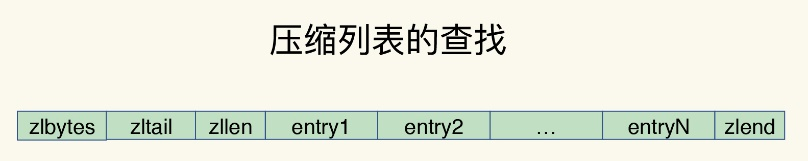 压缩列表的查找
zlbytes zltail zllen entry1 entry2 … entryN zlend